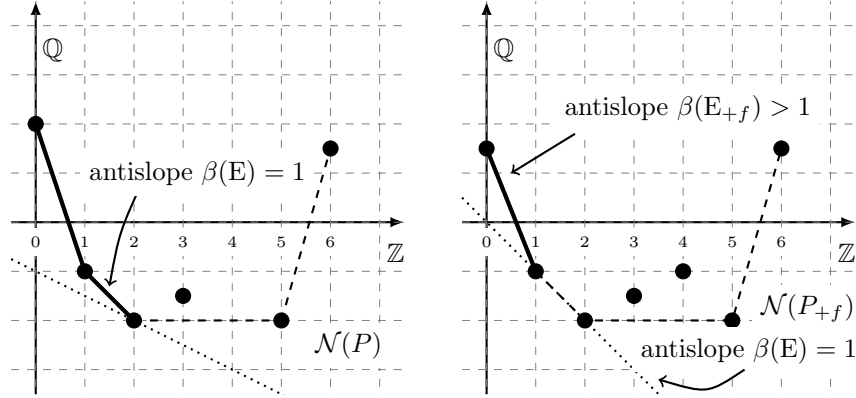 ℚ
antislope β(E) = 1
0 1 2 3 4 5 6
ℤ
𝒩(P)
ℚ
antislope β(E₊f) > 1
0 1 2 3 4 5 6
ℤ
𝒩(P₊f)
antislope β(E) = 1